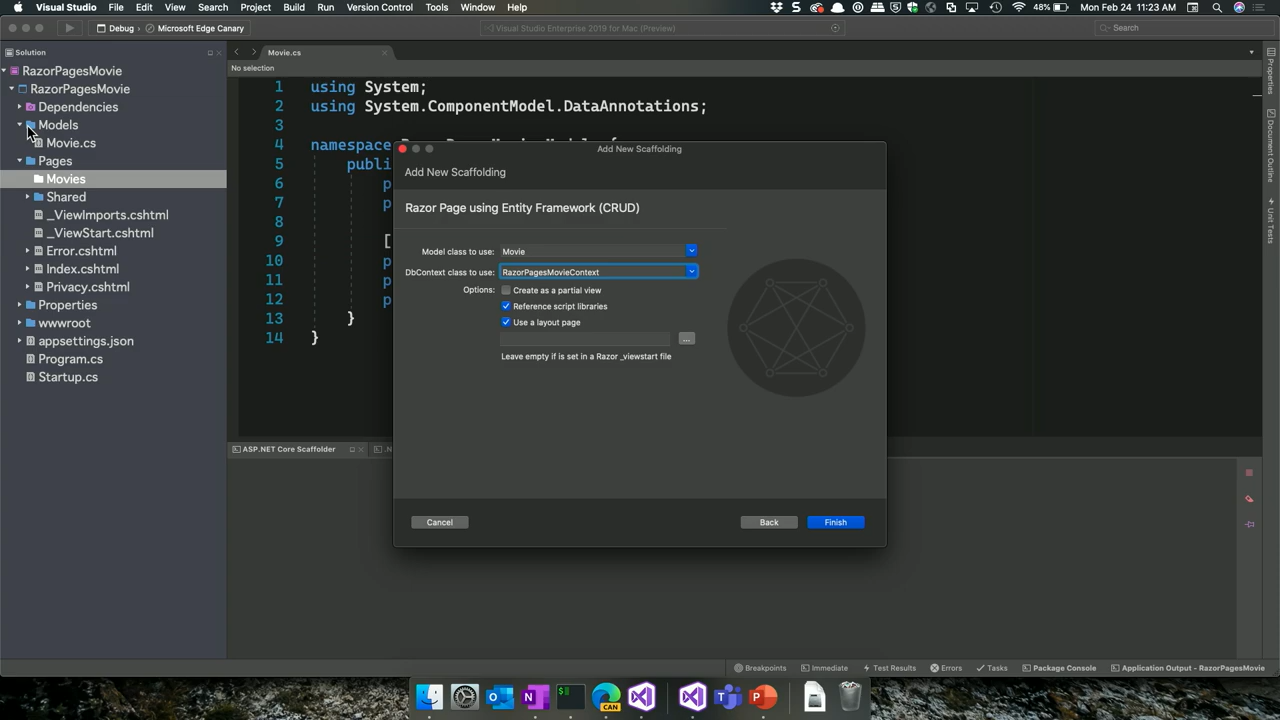 Visual Studio File Edit View Search Project Build Run Version Control Tools Window Help
48% Mon Feb 24 11:23 AM
Debug Microsoft Edge Canary
Visual Studio Enterprise 2019 for Mac (Preview)
Search
Solution
RazorPagesMovie
RazorPagesMovie
Dependencies
Models
Movie.cs
Pages
Movies
Shared
_ViewImports.cshtml
_ViewStart.cshtml
Error.cshtml
Index.cshtml
Privacy.cshtml
Properties
wwwroot
appsettings.json
Program.cs
Startup.cs
Movie.cs
No selection
1 using System;
2 using System.ComponentModel.DataAnnotations;
3
4 namespace
5 publi
6 p
7 p
8
9 [
10 p
11 p
12 p
13 }
14 }
Add New Scaffolding
Add New Scaffolding
Razor Page using Entity Framework (CRUD)
Model class to use: Movie
DbContext class to use: RazorPagesMovieContext
Options: Create as a partial view
Reference script libraries
Use a layout page
...
Leave empty if is set in a Razor _viewstart file
Cancel Back Finish
ASP.NET Core Scaffolder
Properties
Document Outline
Unit Tests
Breakpoints Immediate Test Results Errors Tasks Package Console Application Output - RazorPagesMovie
CAN